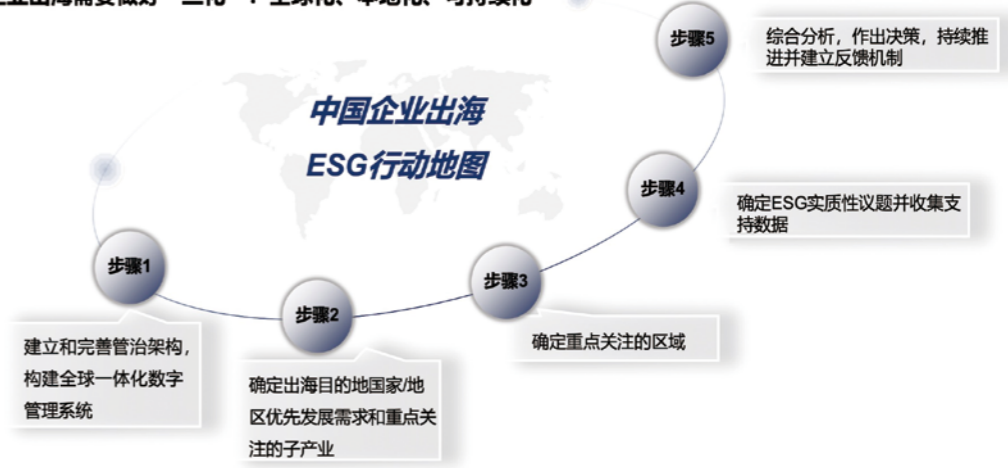 中国企业出海
ESG行动地图
步骤1
建立和完善管治架构，
构建全球一体化数字
管理系统
步骤2
确定出海目的地国家/地
区优先发展需求和重点关
注的子产业
步骤3
确定重点关注的区域
步骤4
确定ESG实质性议题并收集支
持数据
步骤5
综合分析，作出决策，持续推
进并建立反馈机制